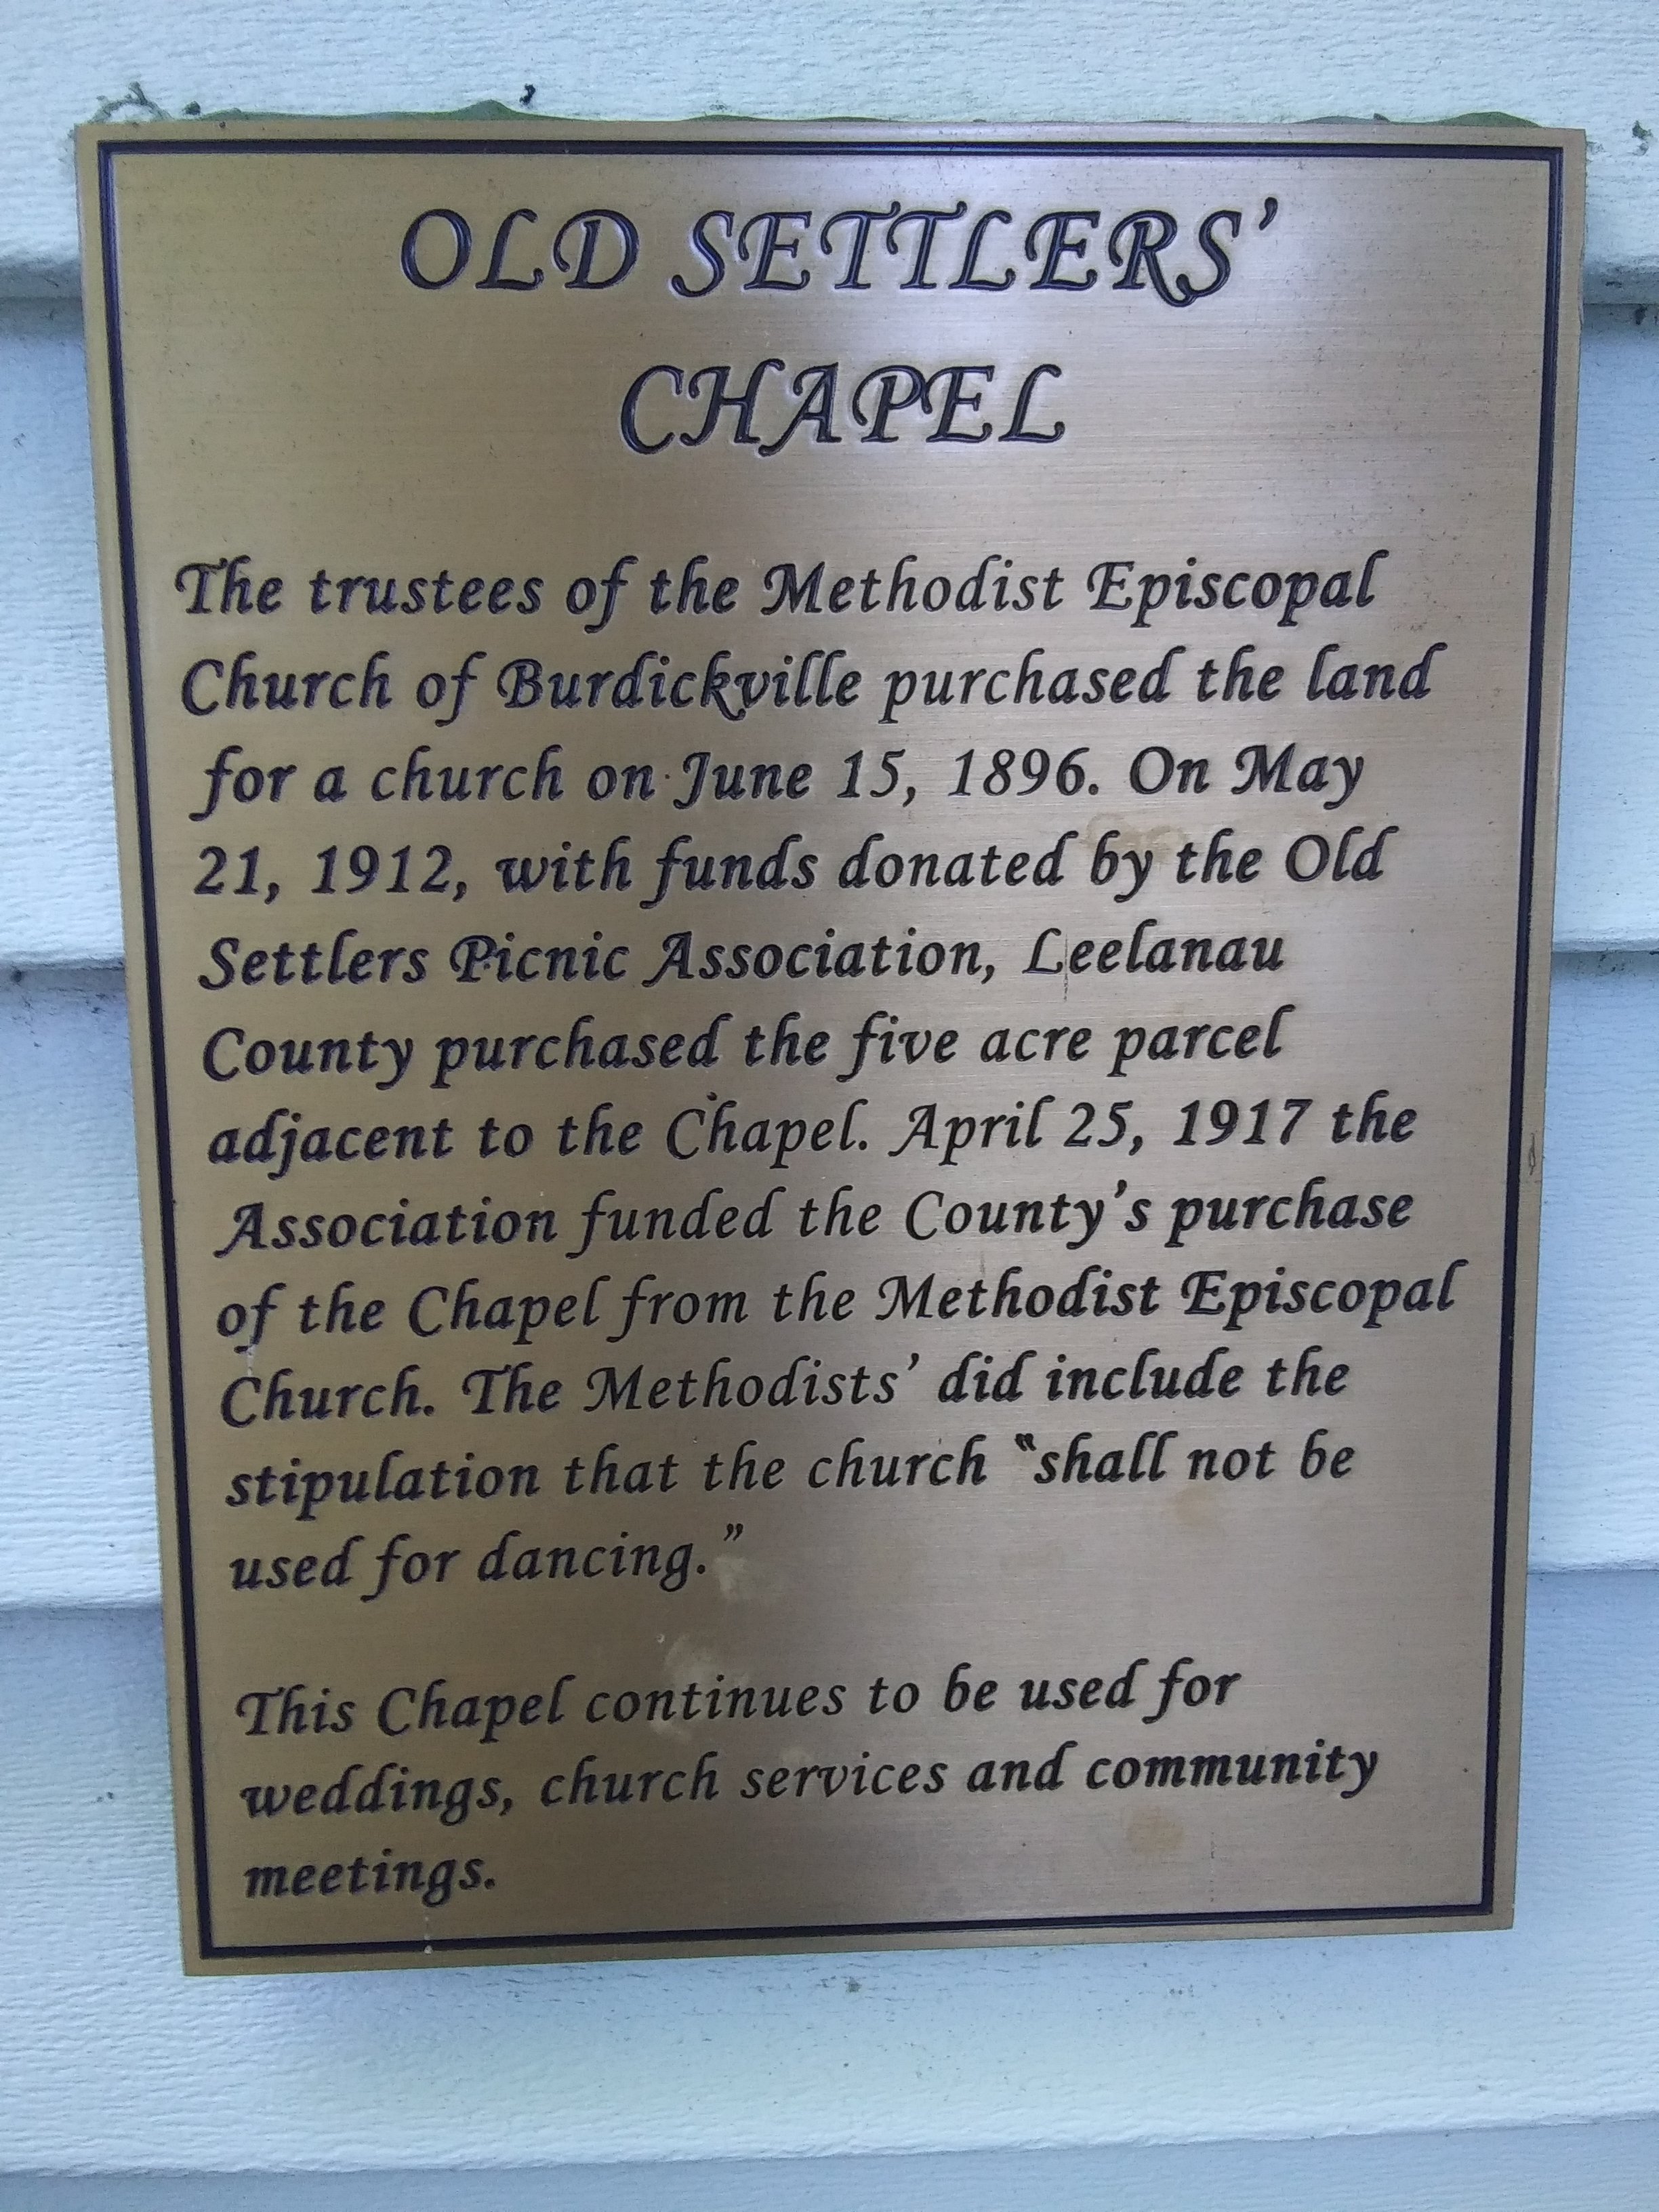 OLD SETTLERS'
CHAPEL
The trustees of the Methodist Episcopal
Church of Burdickville purchased the land
for a church on June 15, 1896. On May
21, 1912, with funds donated by the Old
Settlers Picnic Association, Leelanau
County purchased the five acre parcel
adjacent to the Chapel. April 25, 1917 the
Association funded the County's purchase
of the Chapel from the Methodist Episcopal
Church. The Methodists' did include the
stipulation that the church "shall not be
used for dancing."
This Chapel continues to be used for
weddings, church services and community
meetings.